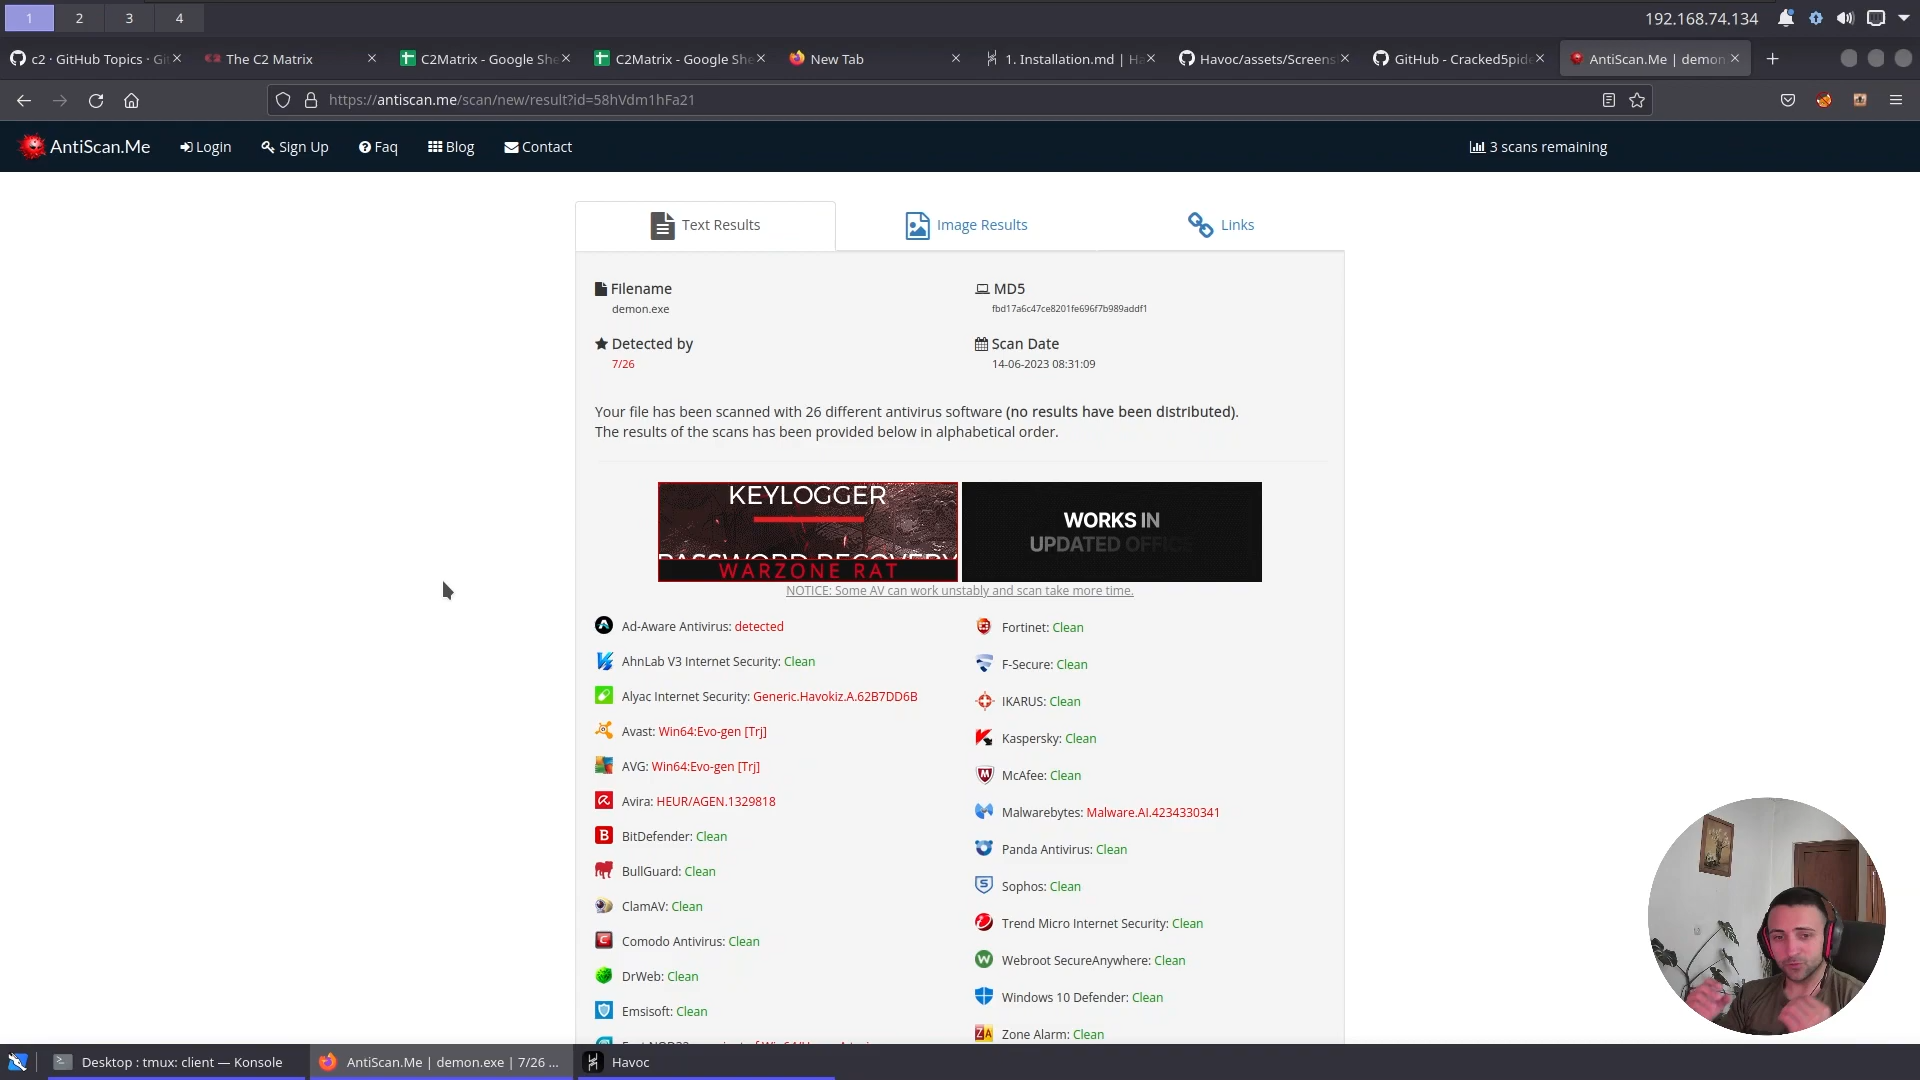 1 2 3 4 192.168.74.134
c2 · GitHub Topics · Git The C2 Matrix C2Matrix - Google She C2Matrix - Google She New Tab 1. Installation.md | Ha Havoc/assets/Screens GitHub - Cracked5pide AntiScan.Me | demon
https://antiscan.me/scan/new/result?id=58hVdm1hFa21
AntiScan.Me Login Sign Up Faq Blog Contact 3 scans remaining
Text Results Image Results Links
Filename MD5
demon.exe fbd17a6c47ce8201fe696f7b989addf1
Detected by Scan Date
7/26 14-06-2023 08:31:09
Your file has been scanned with 26 different antivirus software (no results have been distributed).
The results of the scans has been provided below in alphabetical order.
KEYLOGGER
PASSWORD RECOVERY
WARZONE RAT
WORKS IN
UPDATED OFFICE
NOTICE: Some AV can work unstably and scan take more time.
Ad-Aware Antivirus: detected
AhnLab V3 Internet Security: Clean
Alyac Internet Security: Generic.Havokiz.A.62B7DD6B
Avast: Win64:Evo-gen [Trj]
AVG: Win64:Evo-gen [Trj]
Avira: HEUR/AGEN.1329818
BitDefender: Clean
BullGuard: Clean
ClamAV: Clean
Comodo Antivirus: Clean
DrWeb: Clean
Emsisoft: Clean
Fortinet: Clean
F-Secure: Clean
IKARUS: Clean
Kaspersky: Clean
McAfee: Clean
Malwarebytes: Malware.AI.4234330341
Panda Antivirus: Clean
Sophos: Clean
Trend Micro Internet Security: Clean
Webroot SecureAnywhere: Clean
Windows 10 Defender: Clean
Zone Alarm: Clean
Desktop : tmux: client — Konsole AntiScan.Me | demon.exe | 7/26 ... Havoc